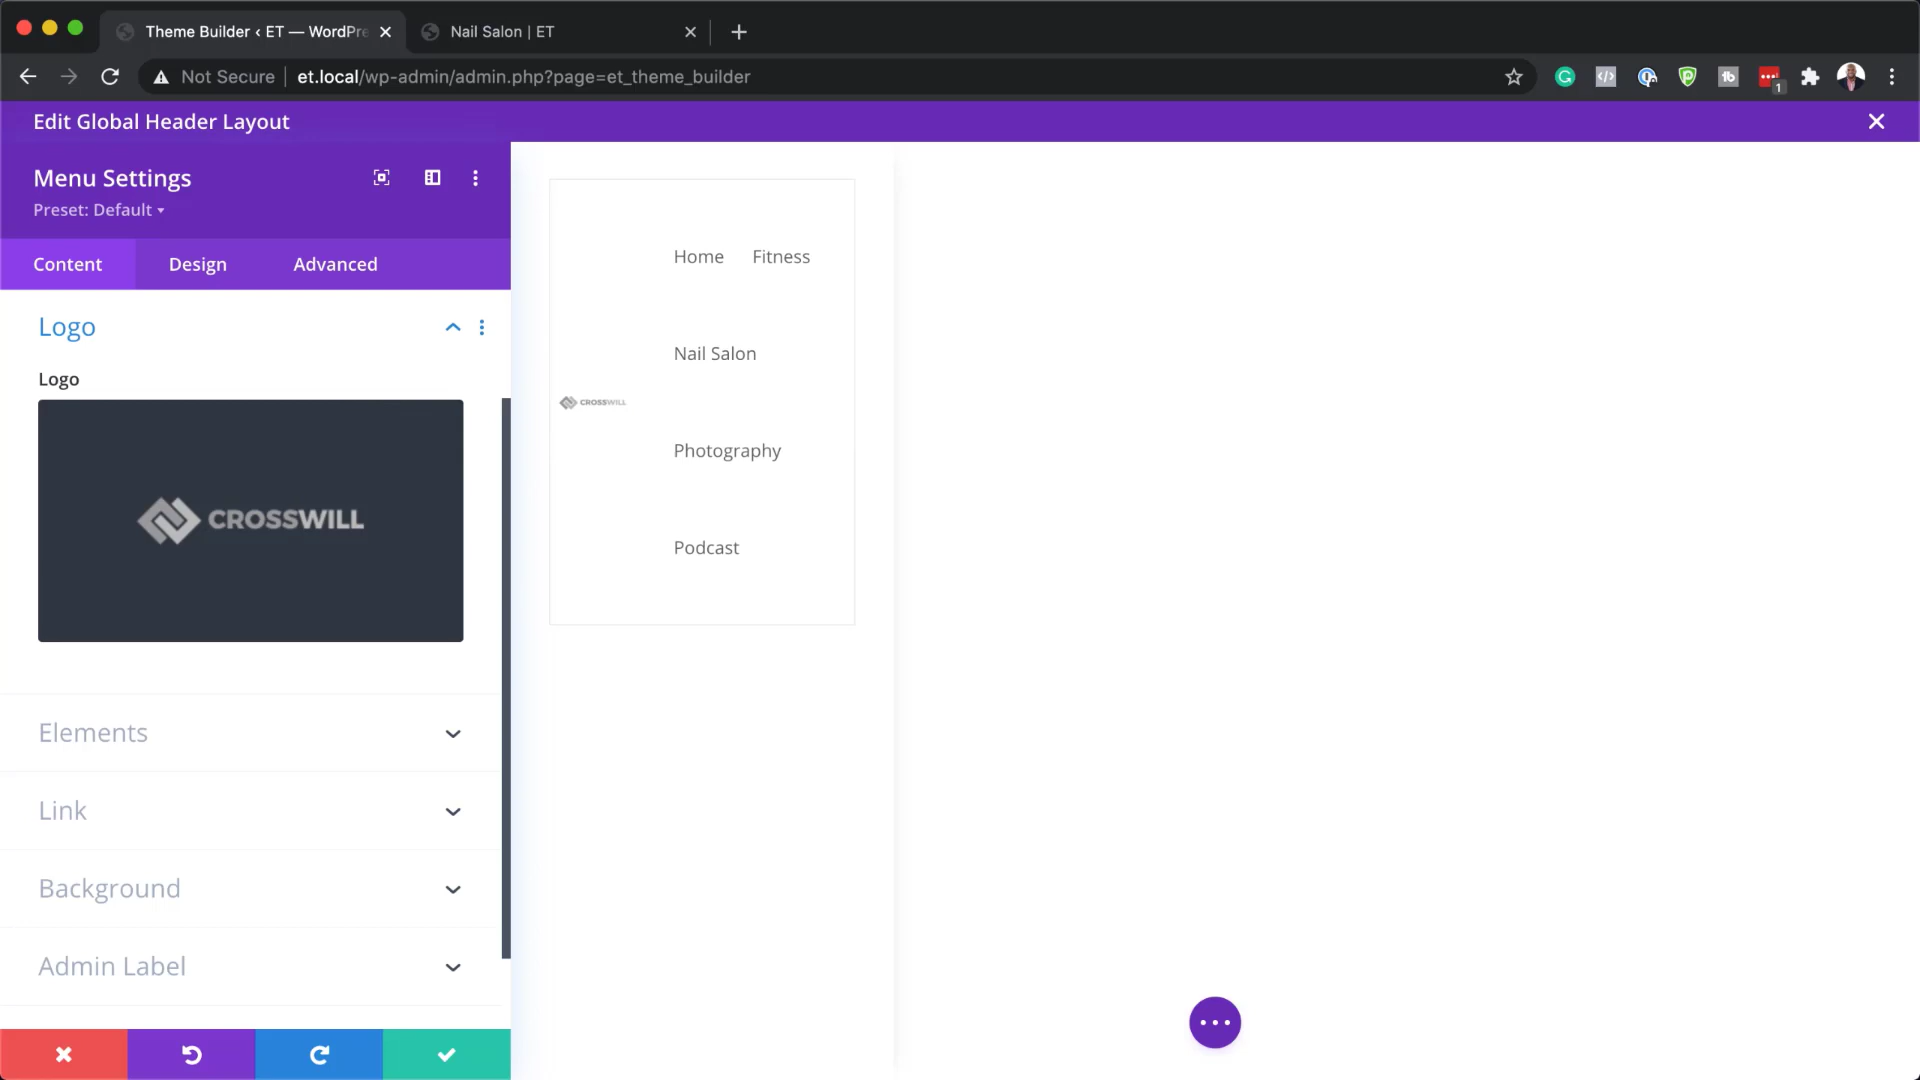 Theme Builder ‹ ET — WordPre
Nail Salon | ET
Not Secure
et.local/wp-admin/admin.php?page=et_theme_builder
1
Edit Global Header Layout
Menu Settings
Preset: Default
Content
Design
Advanced
Logo
Logo
CROSSWILL
Elements
Link
Background
Admin Label
Home
Fitness
Nail Salon
CROSSWILL
Photography
Podcast